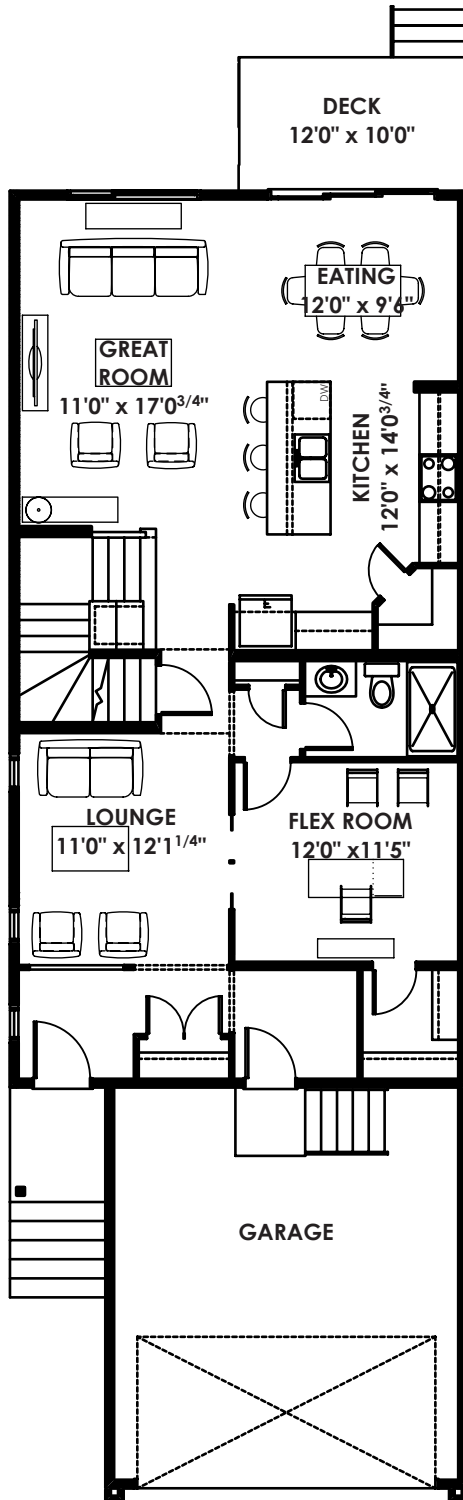 DECK
12'0" x 10'0"
EATING
12'0" x 9'6"
GREAT
ROOM
11'0" x 17'0 3/4"
DW
KITCHEN
12'0" x 14'0 3/4"
F
LOUNGE
11'0" x 12'1 1/4"
FLEX ROOM
12'0" x11'5"
GARAGE